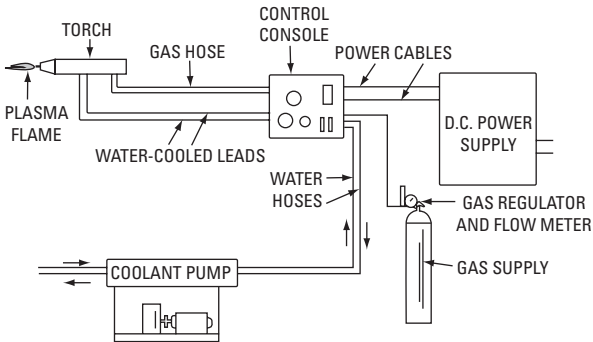 TORCH
GAS HOSE
CONTROL
CONSOLE
POWER CABLES
PLASMA
FLAME
WATER-COOLED LEADS
D.C. POWER
SUPPLY
WATER
HOSES
GAS REGULATOR
AND FLOW METER
GAS SUPPLY
COOLANT PUMP